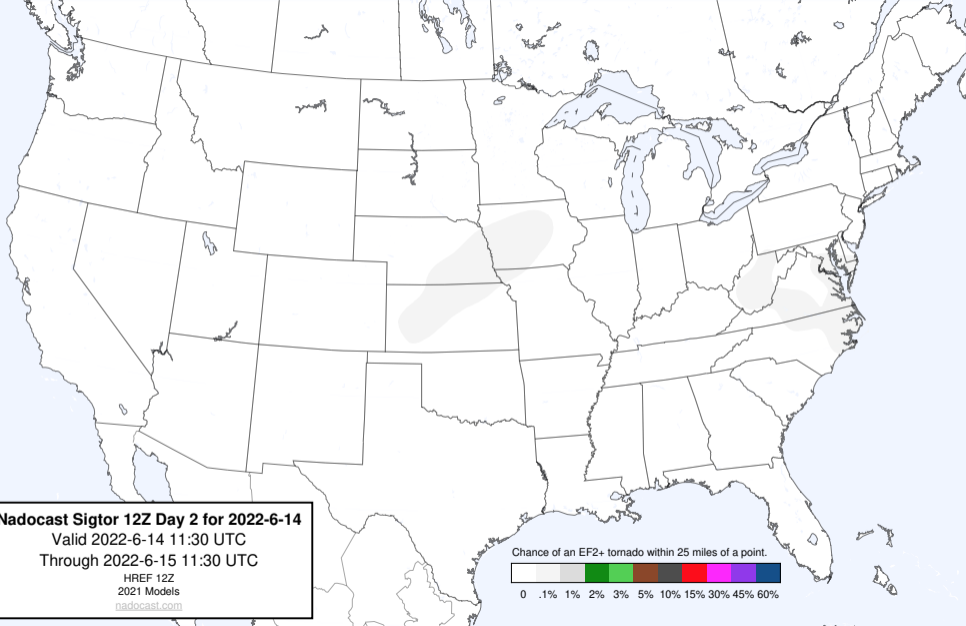 Nadocast Sigtor 12Z Day 2 for 2022-6-14
Valid 2022-6-14 11:30 UTC
Through 2022-6-15 11:30 UTC
HREF 12Z
2021 Models
nadocast.com
Chance of an EF2+ tornado within 25 miles of a point.
0 .1% 1% 2% 3% 5% 10% 15% 30% 45% 60%